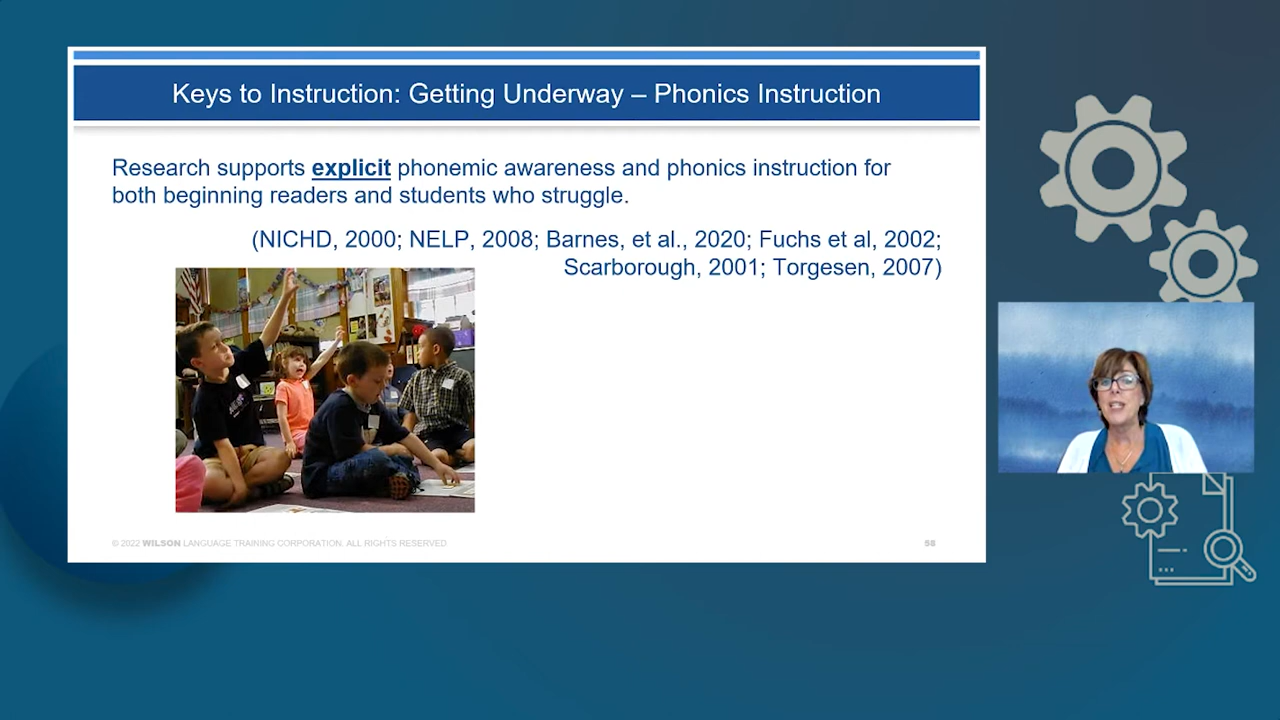 Keys to Instruction: Getting Underway – Phonics Instruction
Research supports explicit phonemic awareness and phonics instruction for
both beginning readers and students who struggle.
(NICHD, 2000; NELP, 2008; Barnes, et al., 2020; Fuchs et al, 2002;
Scarborough, 2001; Torgesen, 2007)
© 2022 WILSON LANGUAGE TRAINING CORPORATION. ALL RIGHTS RESERVED
58